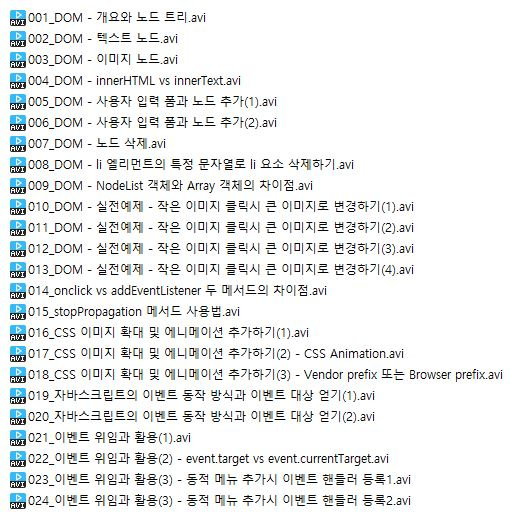 001_DOM - 개요와 노드 트리.avi
002_DOM - 텍스트 노드.avi
003_DOM - 이미지 노드.avi
004_DOM - innerHTML vs innerText.avi
005_DOM - 사용자 입력 폼과 노드 추가(1).avi
006_DOM - 사용자 입력 폼과 노드 추가(2).avi
007_DOM - 노드 삭제.avi
008_DOM - li 엘리먼트의 특정 문자열로 li 요소 삭제하기.avi
009_DOM - NodeList 객체와 Array 객체의 차이점.avi
010_DOM - 실전예제 - 작은 이미지 클릭시 큰 이미지로 변경하기(1).avi
011_DOM - 실전예제 - 작은 이미지 클릭시 큰 이미지로 변경하기(2).avi
012_DOM - 실전예제 - 작은 이미지 클릭시 큰 이미지로 변경하기(3).avi
013_DOM - 실전예제 - 작은 이미지 클릭시 큰 이미지로 변경하기(4).avi
014_onclick vs addEventListener 두 메서드의 차이점.avi
015_stopPropagation 메서드 사용법.avi
016_CSS 이미지 확대 및 에니메이션 추가하기(1).avi
017_CSS 이미지 확대 및 에니메이션 추가하기(2) - CSS Animation.avi
018_CSS 이미지 확대 및 에니메이션 추가하기(3) - Vendor prefix 또는 Browser prefix.avi
019_자바스크립트의 이벤트 동작 방식과 이벤트 대상 얻기(1).avi
020_자바스크립트의 이벤트 동작 방식과 이벤트 대상 얻기(2).avi
021_이벤트 위임과 활용(1).avi
022_이벤트 위임과 활용(2) - event.target vs event.currentTarget.avi
023_이벤트 위임과 활용(3) - 동적 메뉴 추가시 이벤트 핸들러 등록1.avi
024_이벤트 위임과 활용(3) - 동적 메뉴 추가시 이벤트 핸들러 등록2.avi